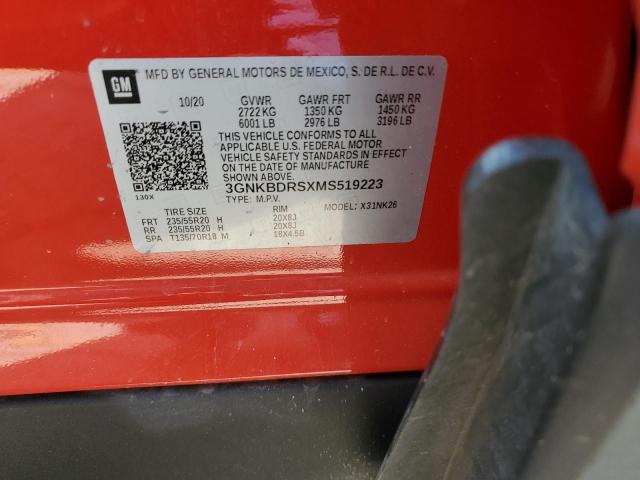 GM MFD BY GENERAL MOTORS DE MEXICO, S. DE R.L. DE C.V.
10/20 GVWR GAWR FRT GAWR RR
2722 KG 1350 KG 1450 KG
6001 LB 2976 LB 3196 LB
THIS VEHICLE CONFORMS TO ALL
APPLICABLE U.S. FEDERAL MOTOR
VEHICLE SAFETY STANDARDS IN EFFECT
ON THE DATE OF MANUFACTURE
SHOWN ABOVE.
3GNKBDRSXMS519223
TYPE: M.P.V. MODEL: X31NK26
130X
TIRE SIZE RIM
FRT 235/55R20 H 20X8J
RR 235/55R20 H 20X8J
SPA T135/70R18 M 18X4.5B